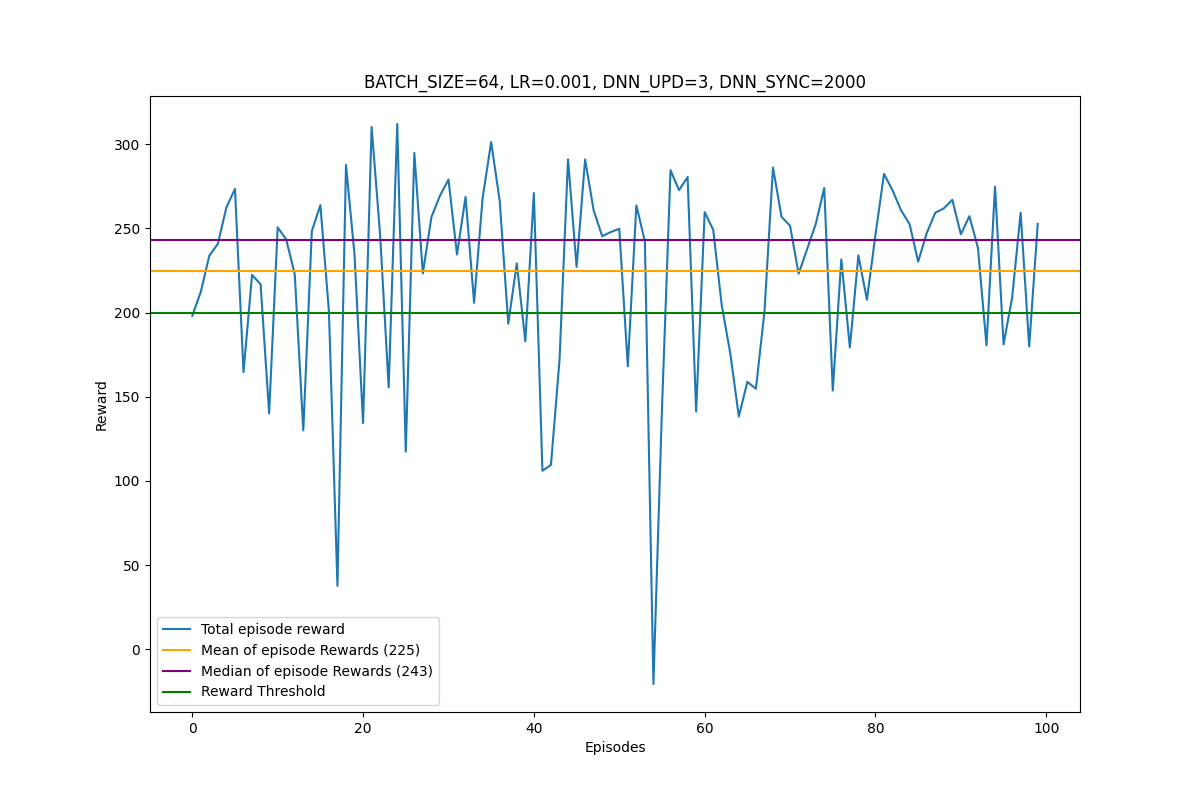 BATCH_SIZE=64, LR=0.001, DNN_UPD=3, DNN_SYNC=2000
300
250
200
150
100
50
0
Reward
Total episode reward
Mean of episode Rewards (225)
Median of episode Rewards (243)
Reward Threshold
0 20 40 60 80 100
Episodes